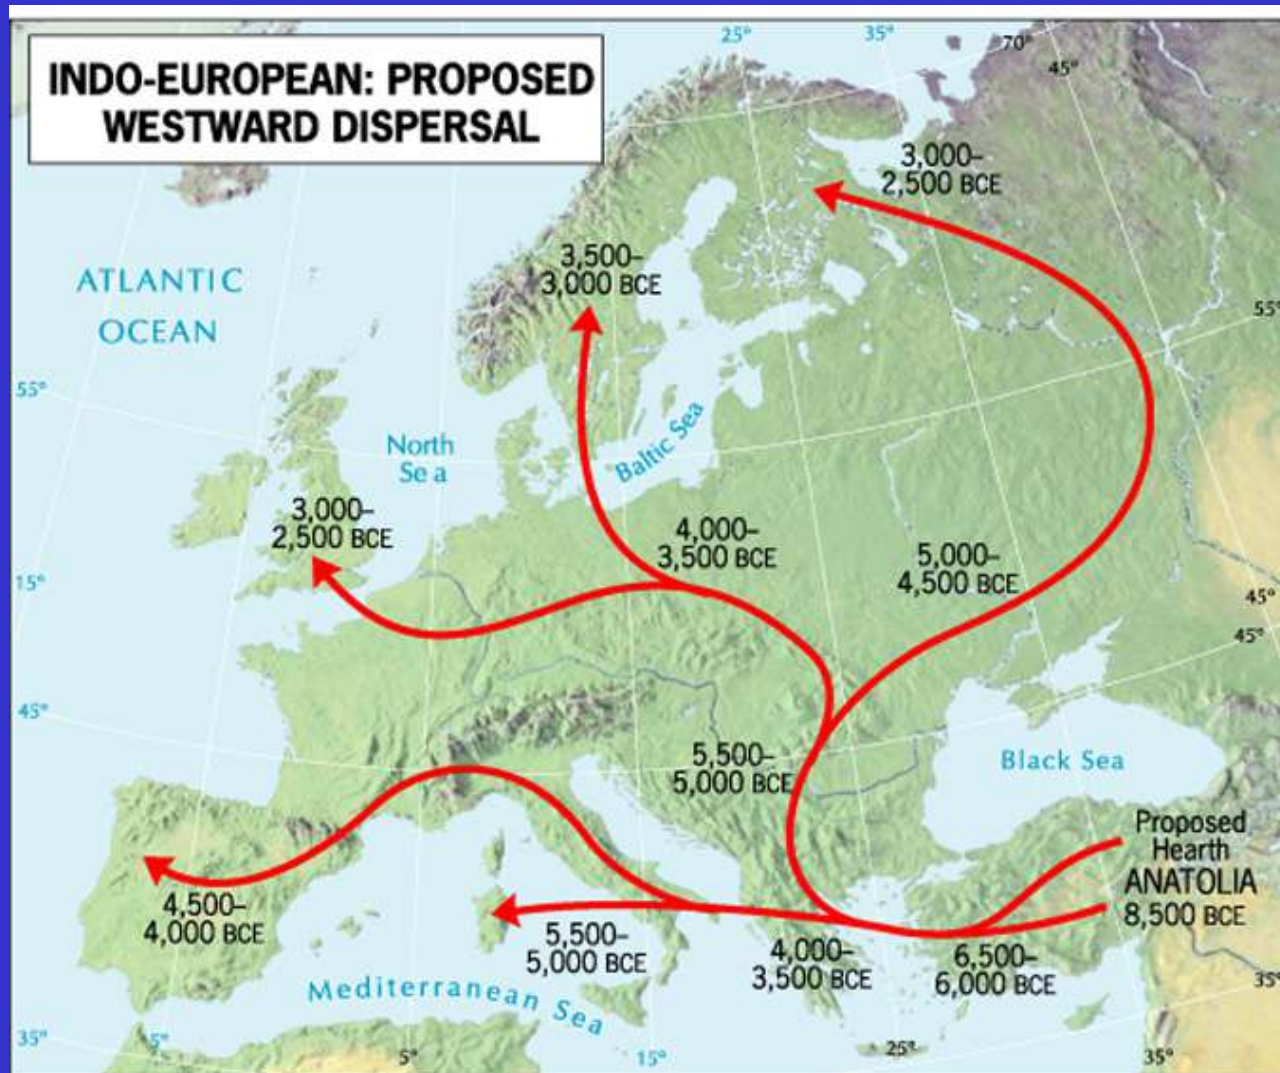 INDO-EUROPEAN: PROPOSED
WESTWARD DISPERSAL
25°
35°
70°
45°
3,000–
2,500 BCE
3,500–
3,000 BCE
ATLANTIC
OCEAN
55°
55°
North
Sea
Baltic Sea
3,000–
2,500 BCE
4,000–
3,500 BCE
5,000–
4,500 BCE
15°
45°
45°
45°
5,500–
5,000 BCE
Black Sea
Proposed
Hearth
ANATOLIA
8,500 BCE
4,500–
4,000 BCE
5,500–
5,000 BCE
4,000–
3,500 BCE
6,500–
6,000 BCE
Mediterranean Sea
35°
35°
5°
5°
15°
25°
35°